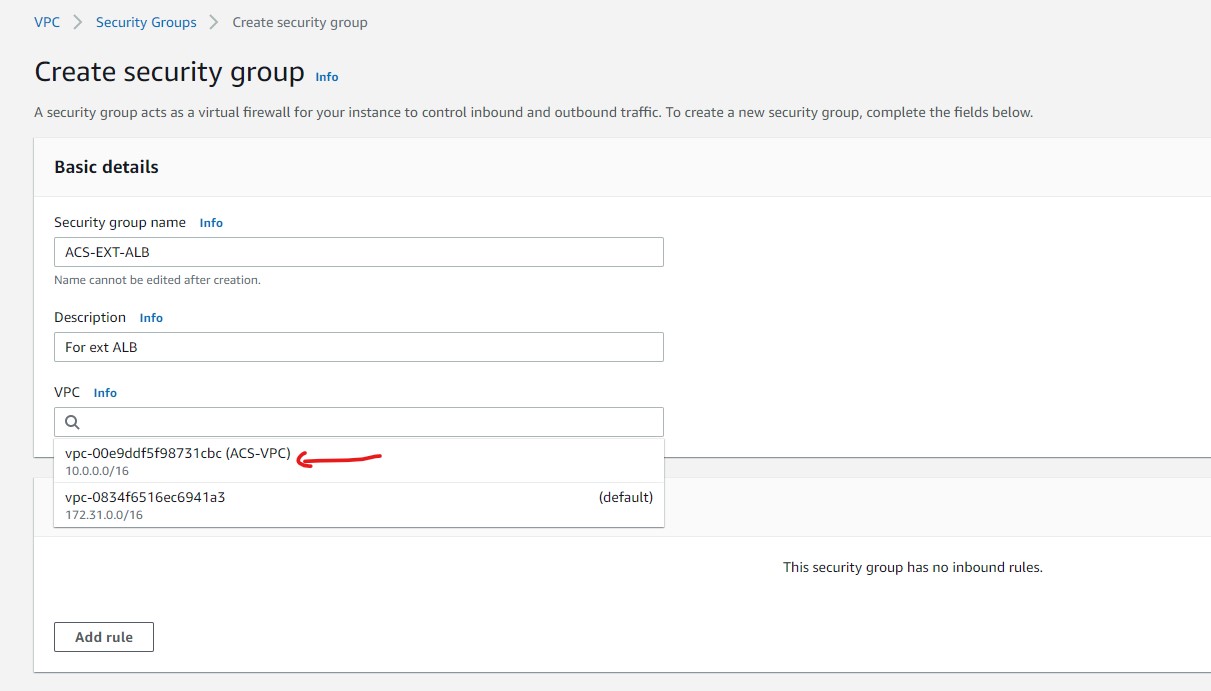 VPC > Security Groups > Create security group
Create security group Info
A security group acts as a virtual firewall for your instance to control inbound and outbound traffic. To create a new security group, complete the fields below.
Basic details
Security group name Info
ACS-EXT-ALB
Name cannot be edited after creation.
Description Info
For ext ALB
VPC Info
vpc-00e9ddf5f98731cbc (ACS-VPC)
10.0.0.0/16
vpc-0834f6516ec6941a3 (default)
172.31.0.0/16
This security group has no inbound rules.
Add rule